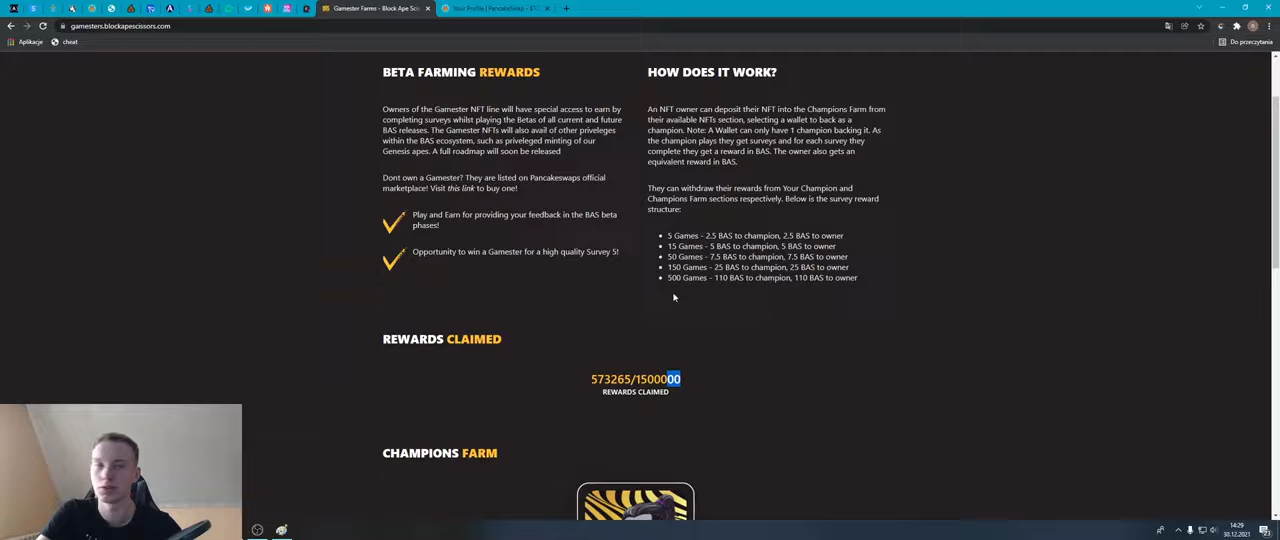 Gamester Farms - Block Ape Scis
Your Profile | PancakeSwap - $12
gamesters.blockapescissors.com
Aplikacje
cheat
Do przeczytania
BETA FARMING REWARDS
Owners of the Gamester NFT line will have special access to earn by
completing surveys whilst playing the Betas of all current and future
BAS releases. The Gamester NFTs will also avail of other priveleges
within the BAS ecosystem, such as priveleged minting of our
Genesis apes. A full roadmap will soon be released
Dont own a Gamester? They are listed on Pancakeswaps official
marketplace! Visit this link to buy one!
Play and Earn for providing your feedback in the BAS beta
phases!
Opportunity to win a Gamester for a high quality Survey 5!
HOW DOES IT WORK?
An NFT owner can deposit their NFT into the Champions Farm from
their available NFTs section, selecting a wallet to back as a
champion. Note: A Wallet can only have 1 champion backing it. As
the champion plays they get surveys and for each survey they
complete they get a reward in BAS. The owner also gets an
equivalent reward in BAS.
They can withdraw their rewards from Your Champion and
Champions Farm sections respectively. Below is the survey reward
structure:
5 Games - 2.5 BAS to champion, 2.5 BAS to owner
15 Games - 5 BAS to champion, 5 BAS to owner
50 Games - 7.5 BAS to champion, 7.5 BAS to owner
150 Games - 25 BAS to champion, 25 BAS to owner
500 Games - 110 BAS to champion, 110 BAS to owner
REWARDS CLAIMED
573265/1500000
REWARDS CLAIMED
CHAMPIONS FARM
14:29
30.12.2021